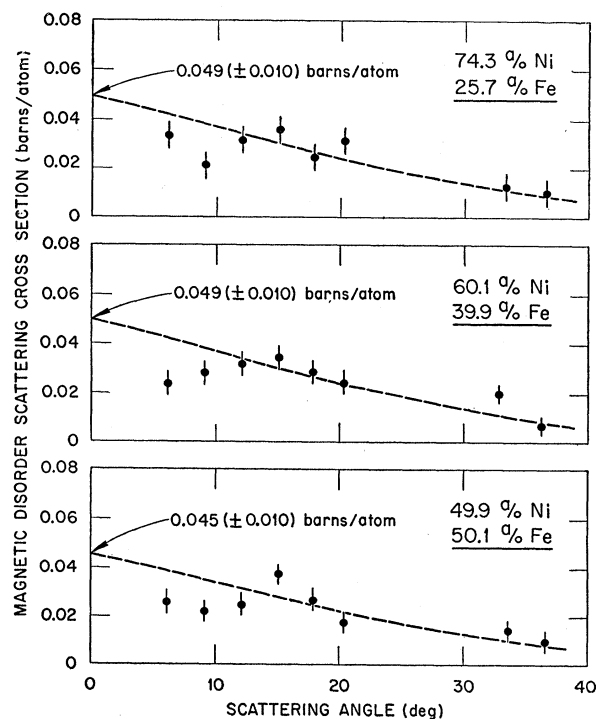 MAGNETIC DISORDER SCATTERING CROSS SECTION (barns/atom)
0.08
0.06
0.04
0.02
0
0.049 (±0.010) barns/atom
74.3 a% Ni
25.7 a% Fe
0.08
0.06
0.04
0.02
0
0.049 (±0.010) barns/atom
60.1 a% Ni
39.9 a% Fe
0.08
0.06
0.04
0.02
0
0.045 (±0.010) barns/atom
49.9 a% Ni
50.1 a% Fe
0 10 20 30 40
SCATTERING ANGLE (deg)